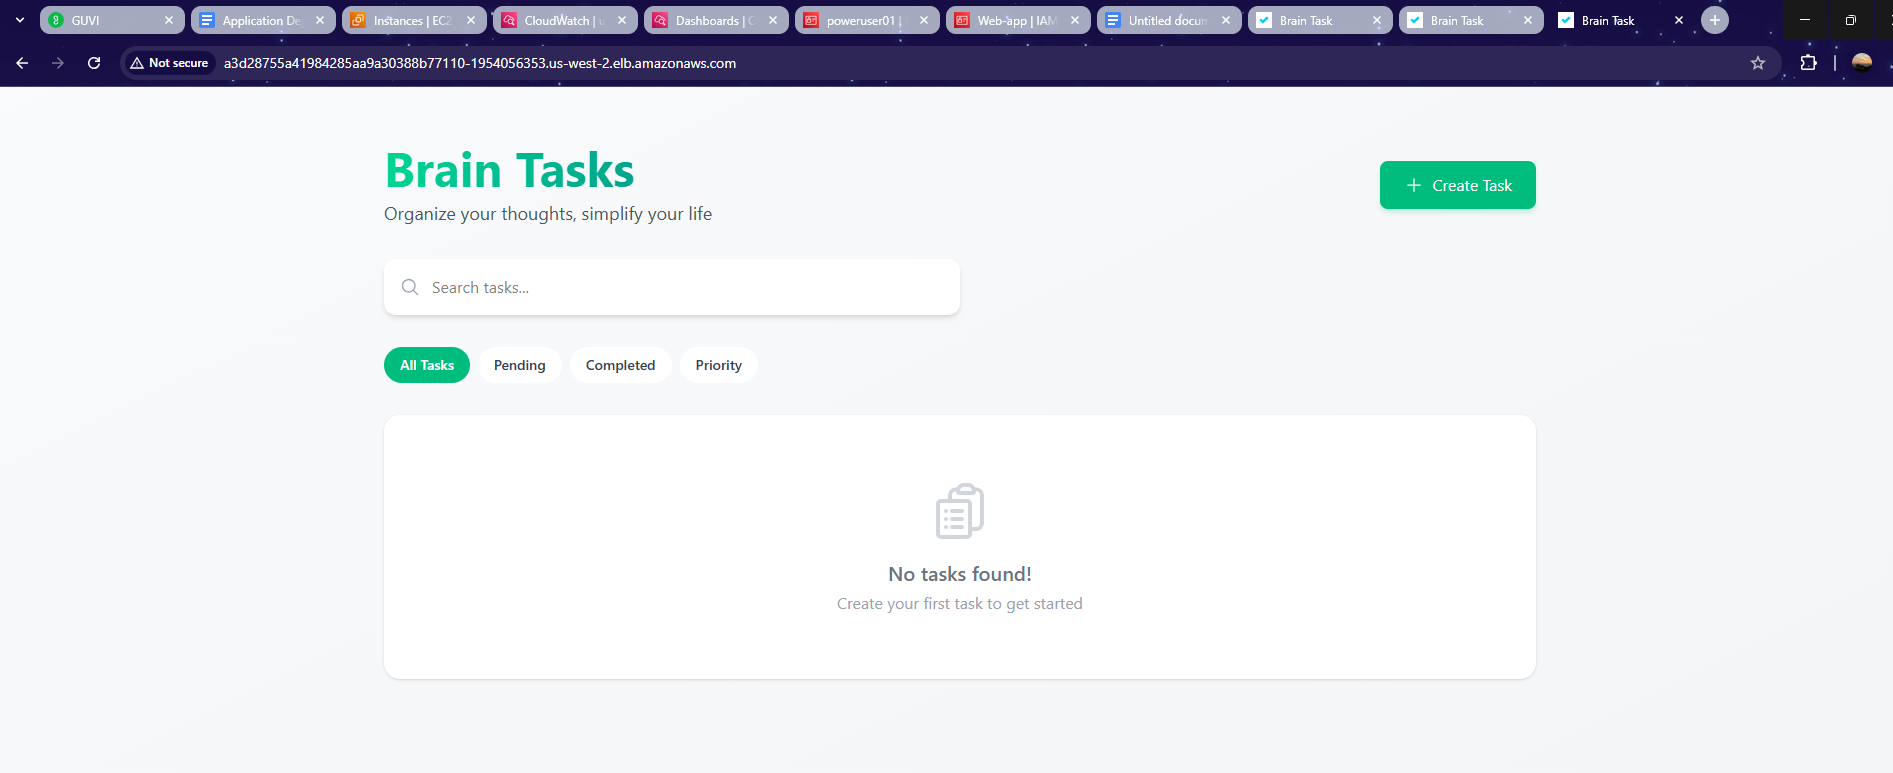 GUVI
Application De
Instances | EC2
CloudWatch | u
Dashboards | C
poweruser01 |
Web-app | IAM
Untitled docum
Brain Task
Brain Task
Brain Task
Not secure
a3d28755a41984285aa9a30388b77110-1954056353.us-west-2.elb.amazonaws.com
Brain Tasks
Organize your thoughts, simplify your life
Create Task
Search tasks...
All Tasks
Pending
Completed
Priority
No tasks found!
Create your first task to get started